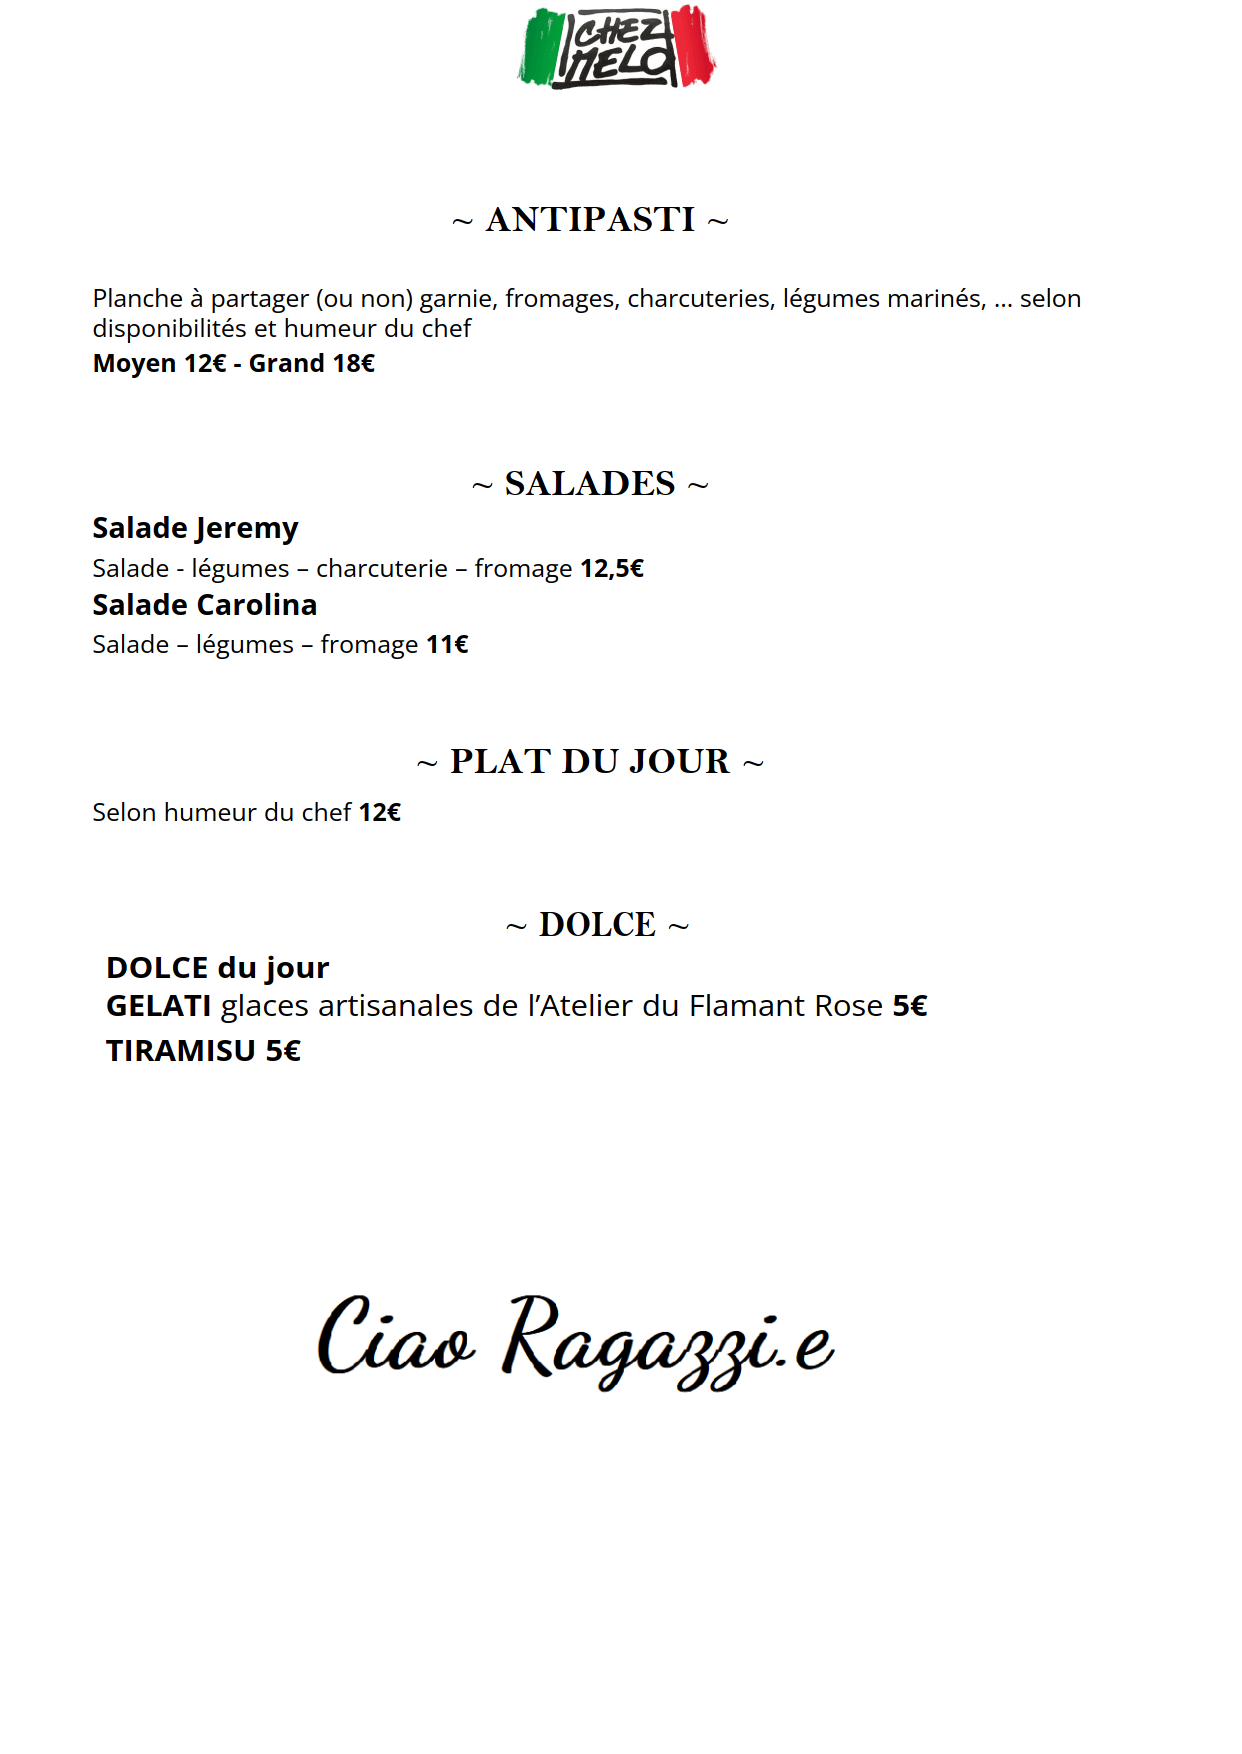 CHEZ
MELO
~ ANTIPASTI ~
Planche à partager (ou non) garnie, fromages, charcuteries, légumes marinés, ... selon
disponibilités et humeur du chef
Moyen 12€ - Grand 18€
~ SALADES ~
Salade Jeremy
Salade - légumes – charcuterie – fromage 12,5€
Salade Carolina
Salade – légumes – fromage 11€
~ PLAT DU JOUR ~
Selon humeur du chef 12€
~ DOLCE ~
DOLCE du jour
GELATI glaces artisanales de l’Atelier du Flamant Rose 5€
TIRAMISU 5€
Ciao Ragazzi.e